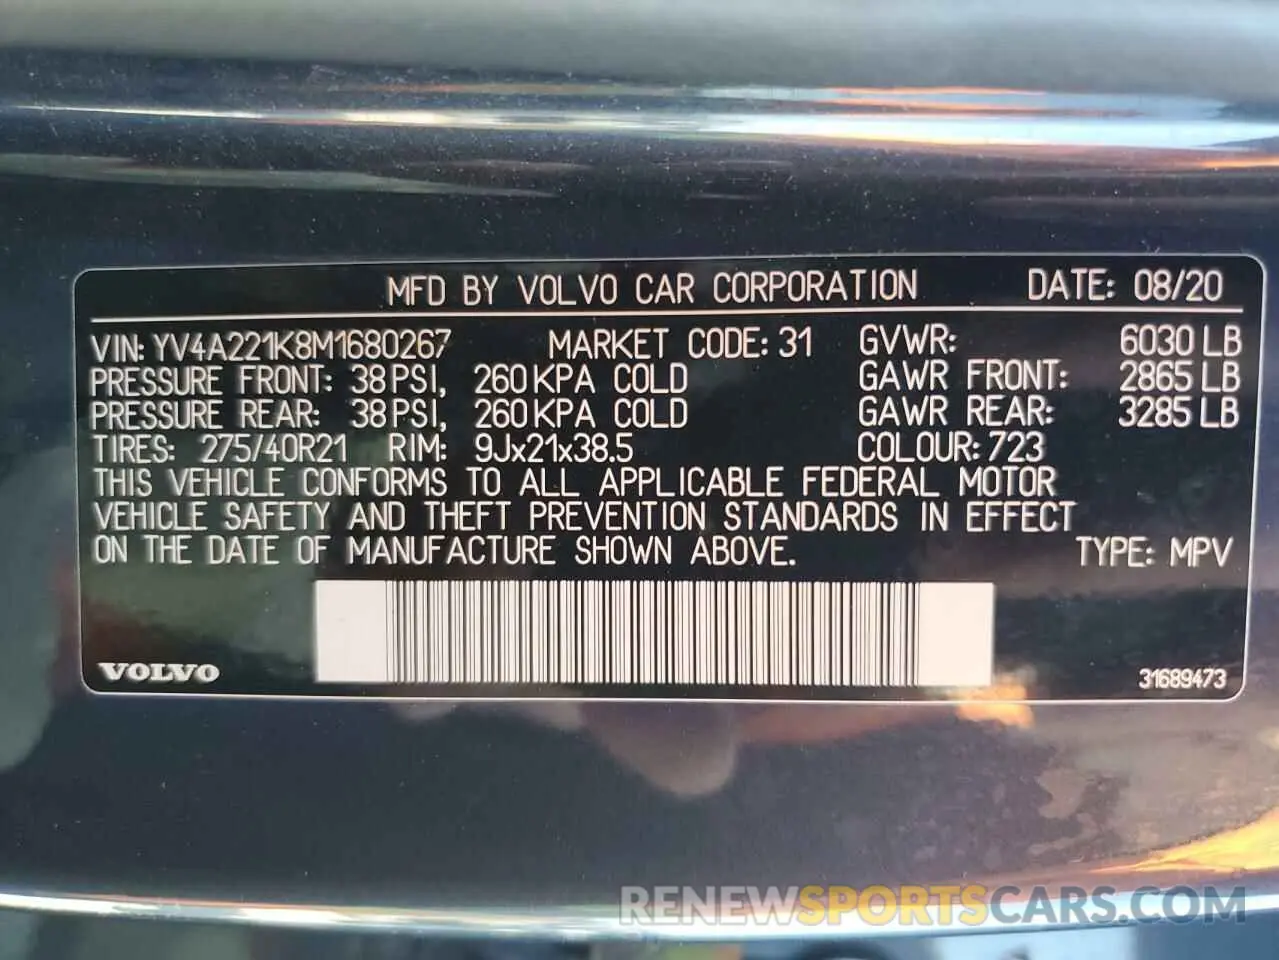 MFD BY VOLVO CAR CORPORATION DATE: 08/20
VIN: YV4A221K8M1680267 MARKET CODE: 31 GVWR: 6030 LB
PRESSURE FRONT: 38 PSI, 260 KPA COLD GAWR FRONT: 2865 LB
PRESSURE REAR: 38 PSI, 260 KPA COLD GAWR REAR: 3285 LB
TIRES: 275/40R21 RIM: 9Jx21x38.5 COLOUR: 723
THIS VEHICLE CONFORMS TO ALL APPLICABLE FEDERAL MOTOR
VEHICLE SAFETY AND THEFT PREVENTION STANDARDS IN EFFECT
ON THE DATE OF MANUFACTURE SHOWN ABOVE. TYPE: MPV
VOLVO 31689473
RENEWSPORTSCARS.COM